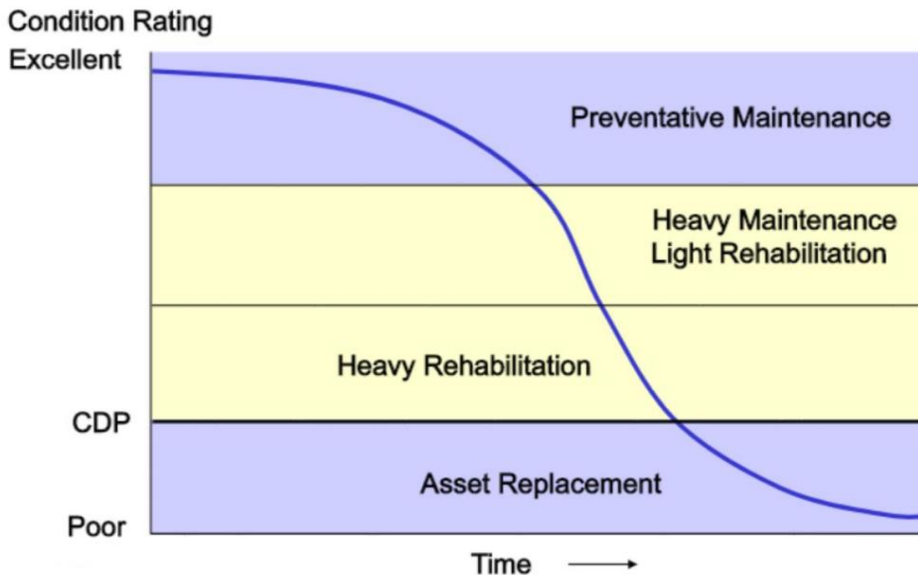 Condition Rating
Excellent
Preventative Maintenance
Heavy Maintenance
Light Rehabilitation
Heavy Rehabilitation
CDP
Asset Replacement
Poor
Time